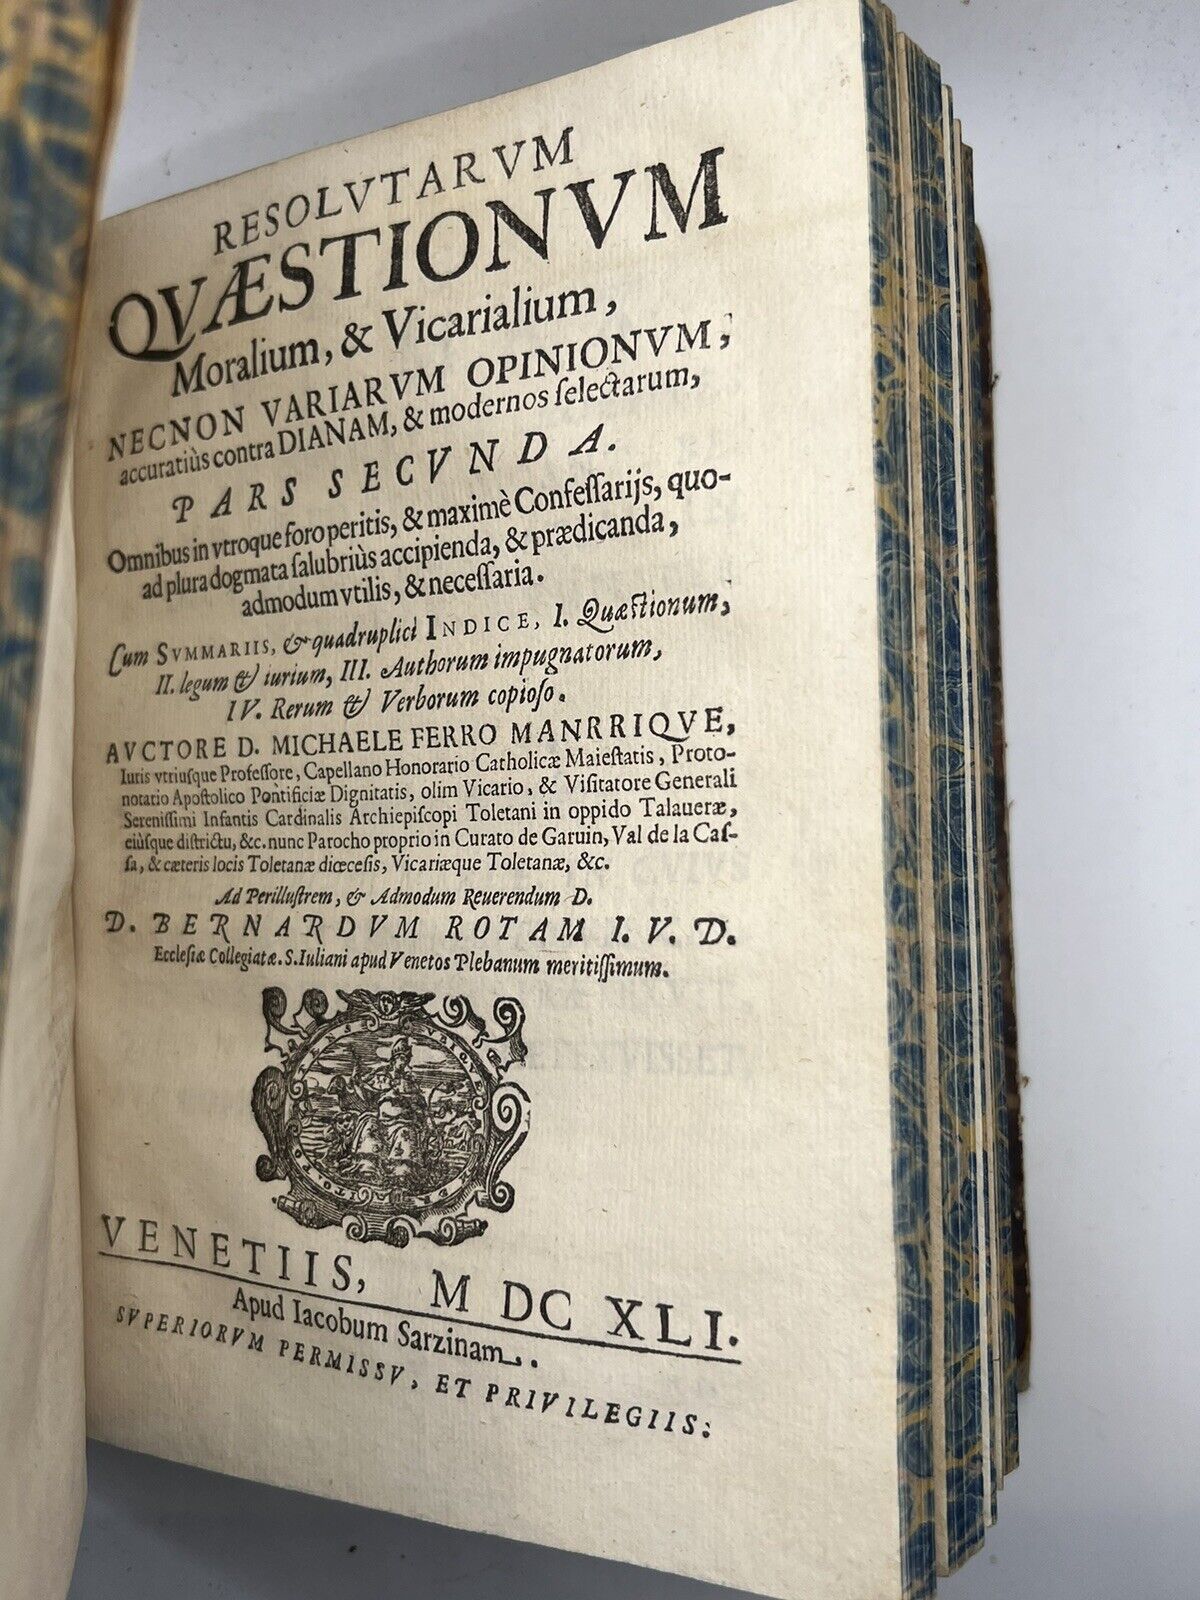 RESOLVTARVM
QVÆSTIONVM
Moralium, & Vicarialium,
NECNON VARIARVM OPINIONVM,
accuratiùs contra DIANAM, & modernos ſelectarum,
PARS SECVNDA.
Omnibus in vtroque foro peritis, & maximè Confeſſarijs, quo-
ad plura dogmata ſalubriùs accipienda, & prædicanda,
admodum vtilis, & neceſſaria.
Cum SVMMARIIS, & quadruplici INDICE, I. Quæstionum,
II. legum & iurium, III. Authorum impugnatorum,
IV. Rerum & Verborum copioſo.
AVCTORE D. MICHAELE FERRO MANRRIQVE,
Iuris vtriuſque Profeſſore, Capellano Honorario Catholicæ Maieſtatis, Proto-
notario Apoſtolico Pontificiæ Dignitatis, olim Vicario, & Viſitatore Generali
Sereniſſimi Infantis Cardinalis Archiepiſcopi Toletani in oppido Talaueræ,
eiùſque diſtrictu, &c. nunc Parocho proprio in Curato de Garuin, Val de la Caſ-
ſa, & cæteris locis Toletanæ diœceſis, Vicariæque Toletanæ, &c.
Ad Perilluſtrem, & Admodum Reuerendum D.
D. BERNARDVM ROTAM I. V. D.
Eccleſiæ Collegiatæ. S. Iuliani apud Venetos Plebanum meritiſſimum.
VENETIIS, M DC XLI.
Apud Iacobum Sarzinam.
SVPERIORVM PERMISSV, ET PRIVILEGIIS: